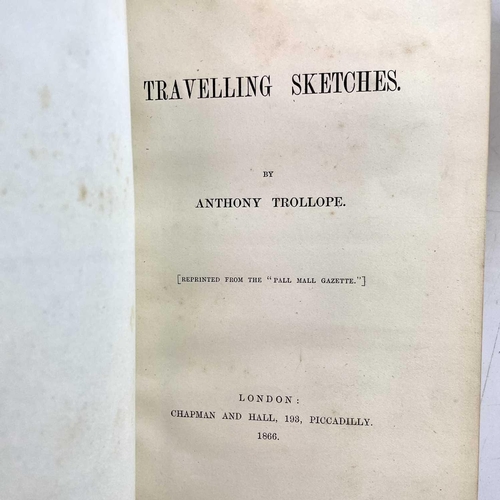 TRAVELLING SKETCHES.
BY
ANTHONY TROLLOPE.
[REPRINTED FROM THE "PALL MALL GAZETTE."]
LONDON:
CHAPMAN AND HALL, 193, PICCADILLY.
1866.